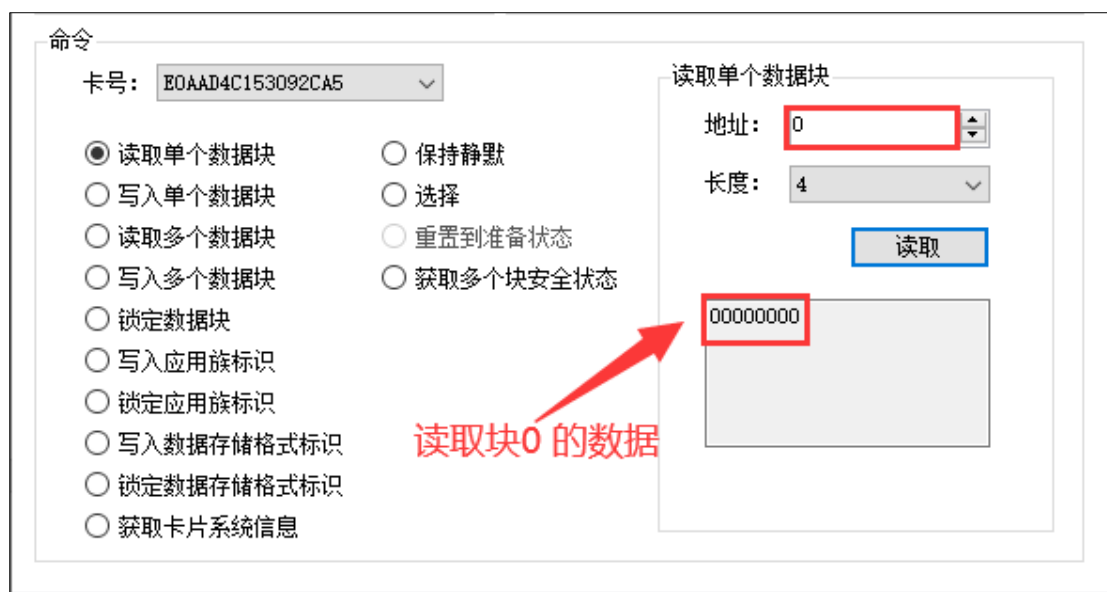 命令
卡号： E0AAD4C153092CA5
读取单个数据块
写入单个数据块
读取多个数据块
写入多个数据块
锁定数据块
写入应用族标识
锁定应用族标识
写入数据存储格式标识
锁定数据存储格式标识
获取卡片系统信息
保持静默
选择
重置到准备状态
获取多个块安全状态
读取单个数据块
地址： 0
长度： 4
读取
00000000
读取块0 的数据